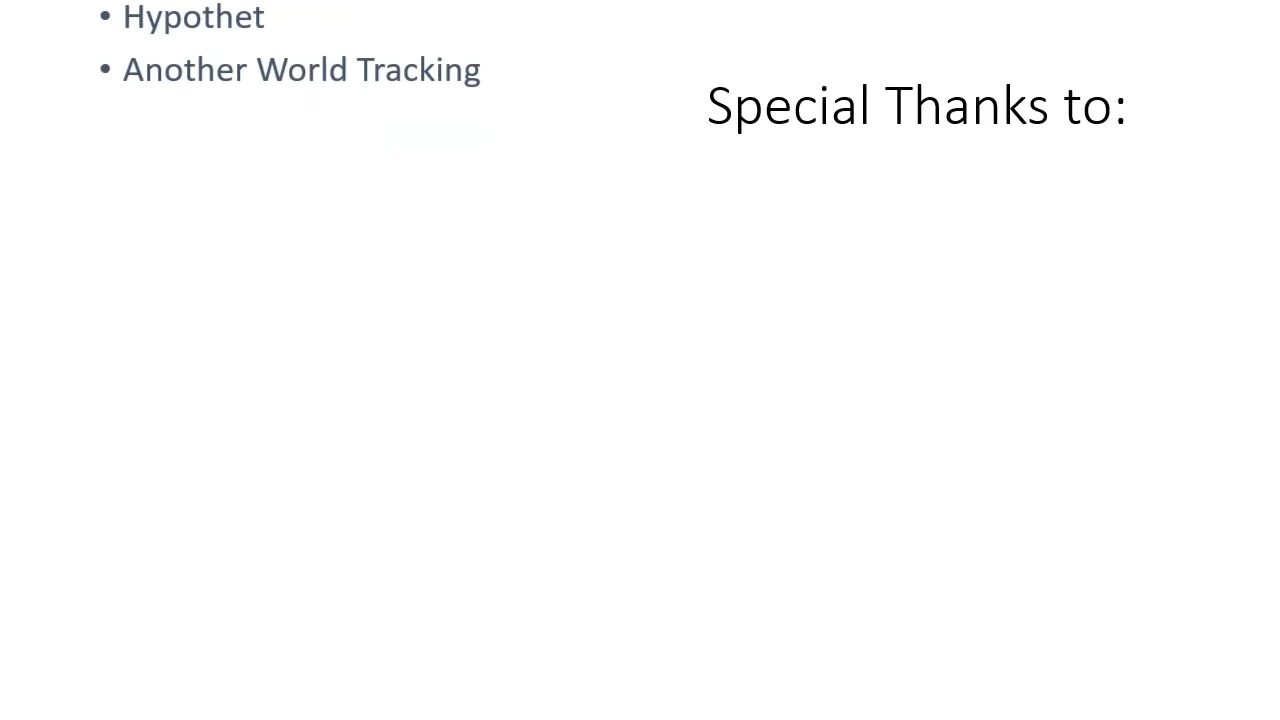 • Hypothet
• Another World Tracking
Special Thanks to: